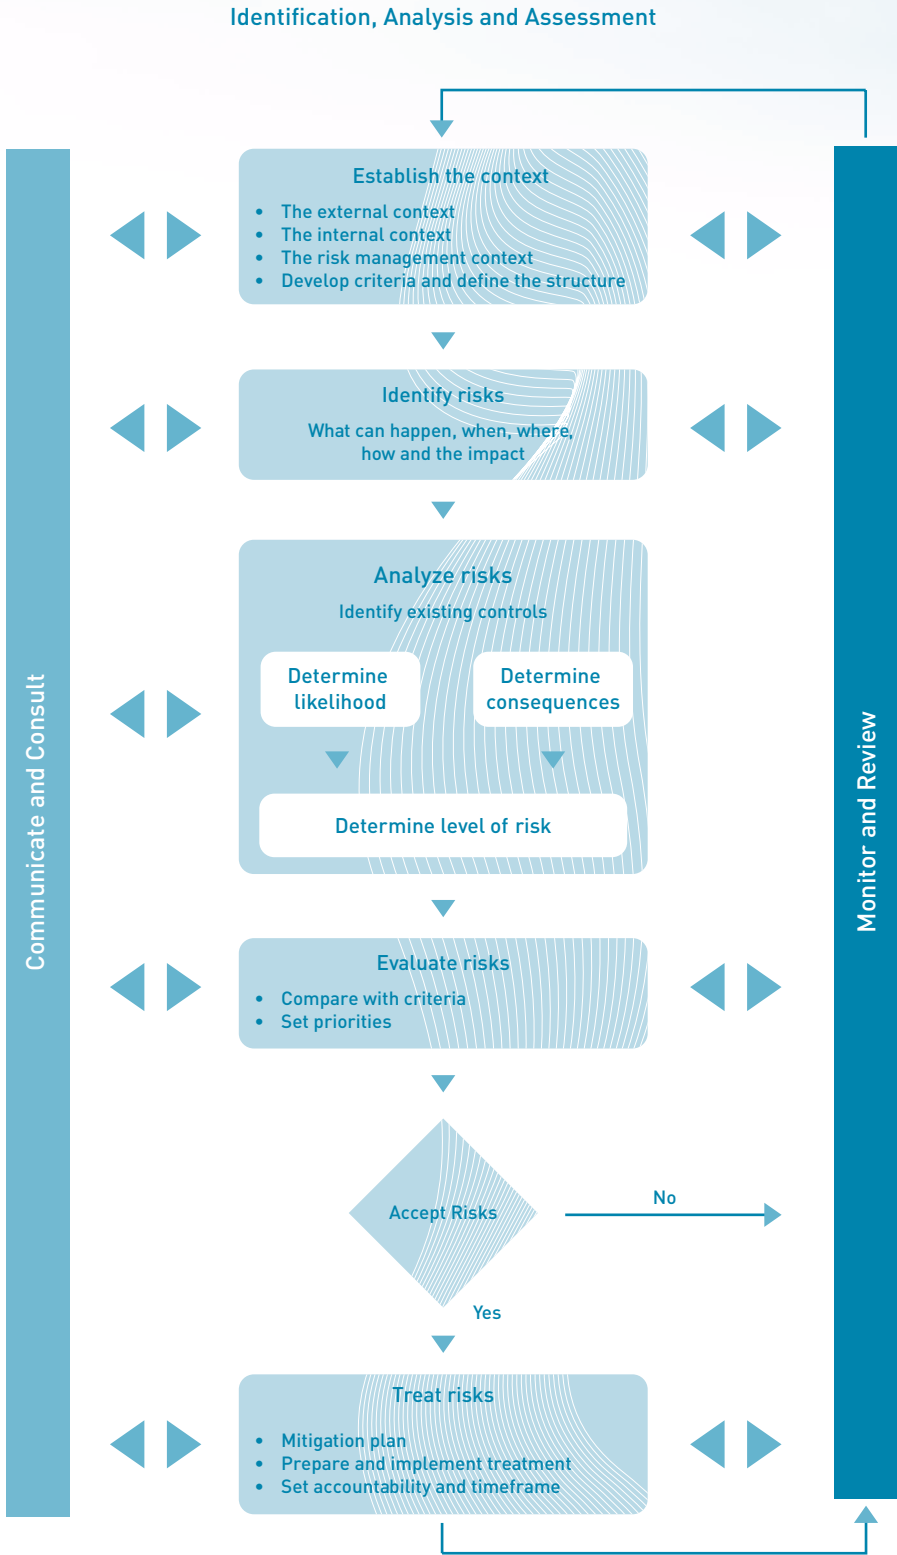 Identification, Analysis and Assessment
Establish the context
• The external context
• The internal context
• The risk management context
• Develop criteria and define the structure
Identify risks
What can happen, when, where,
how and the impact
Analyze risks
Identify existing controls
Determine
likelihood
Determine
consequences
Determine level of risk
Communicate and Consult
Monitor and Review
Evaluate risks
• Compare with criteria
• Set priorities
Accept Risks
No
Yes
Treat risks
• Mitigation plan
• Prepare and implement treatment
• Set accountability and timeframe